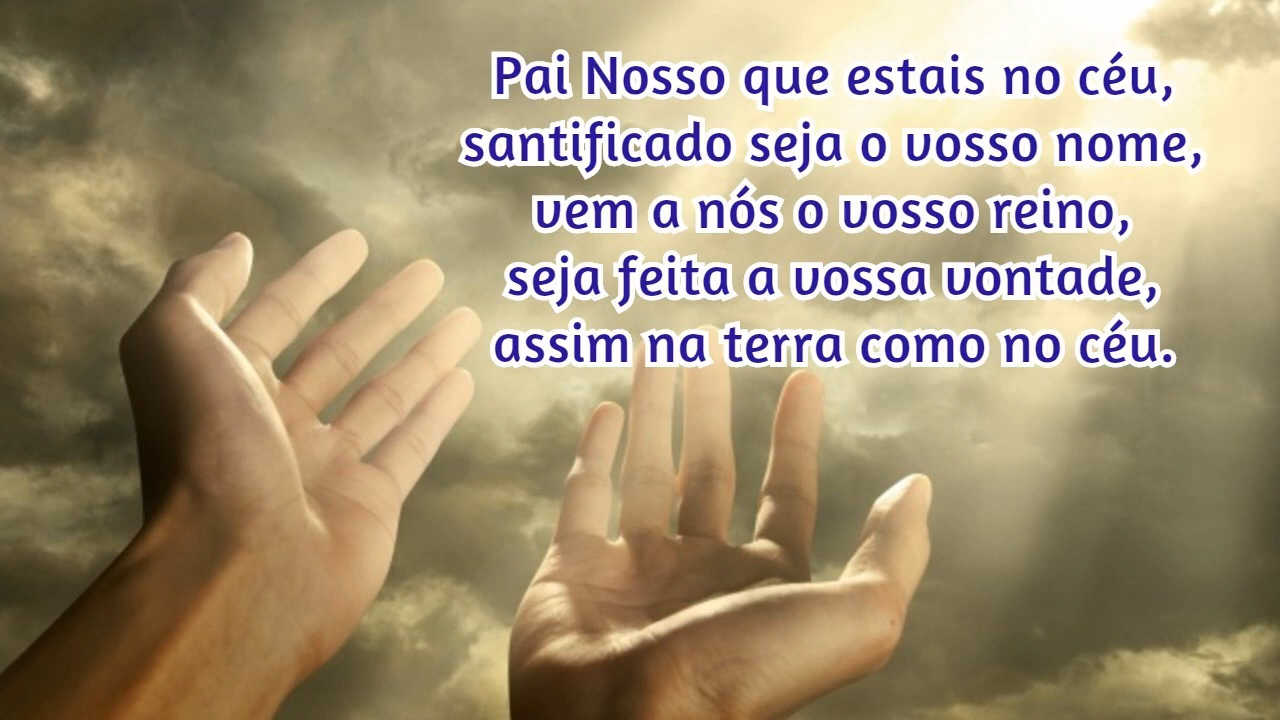 Pai Nosso que estais no céu,
santificado seja o vosso nome,
vem a nós o vosso reino,
seja feita a vossa vontade,
assim na terra como no céu.